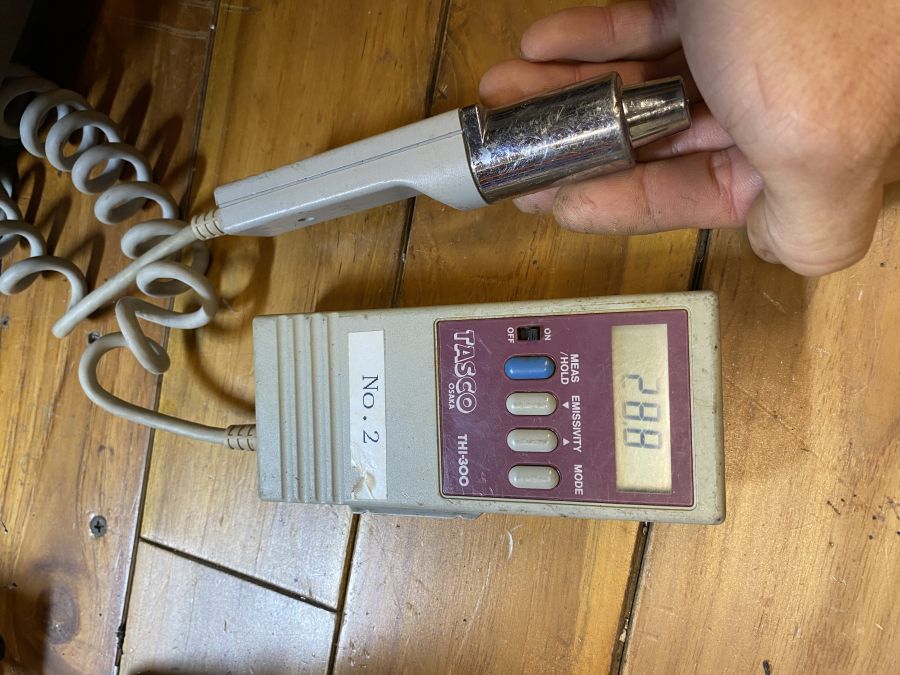 288
ON
OFF
MEAS
/HOLD
EMISSIVITY
▼ ▲
MODE
TASCO
OSAKA
THI-300
No.2